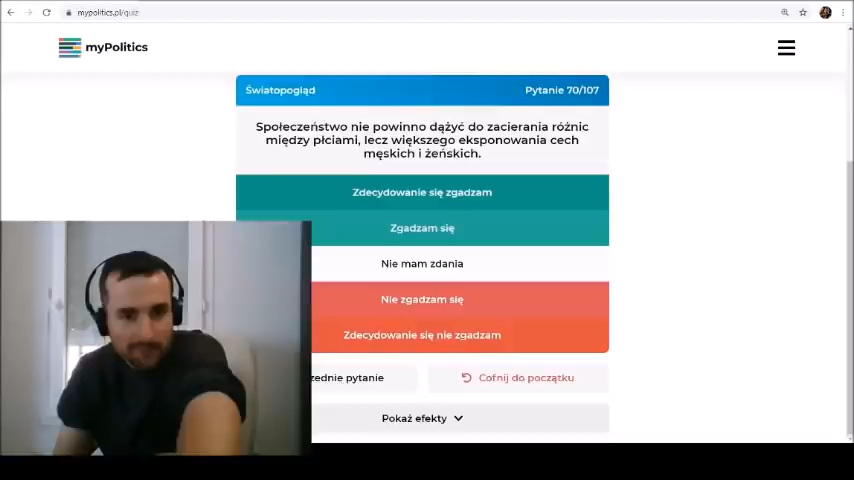 mypolitics.pl/quiz
myPolitics
Światopogląd
Pytanie 70/107
Społeczeństwo nie powinno dążyć do zacierania różnic
między płciami, lecz większego eksponowania cech
męskich i żeńskich.
Zdecydowanie się zgadzam
Zgadzam się
Nie mam zdania
Nie zgadzam się
Zdecydowanie się nie zgadzam
zednie pytanie
Cofnij do początku
Pokaż efekty